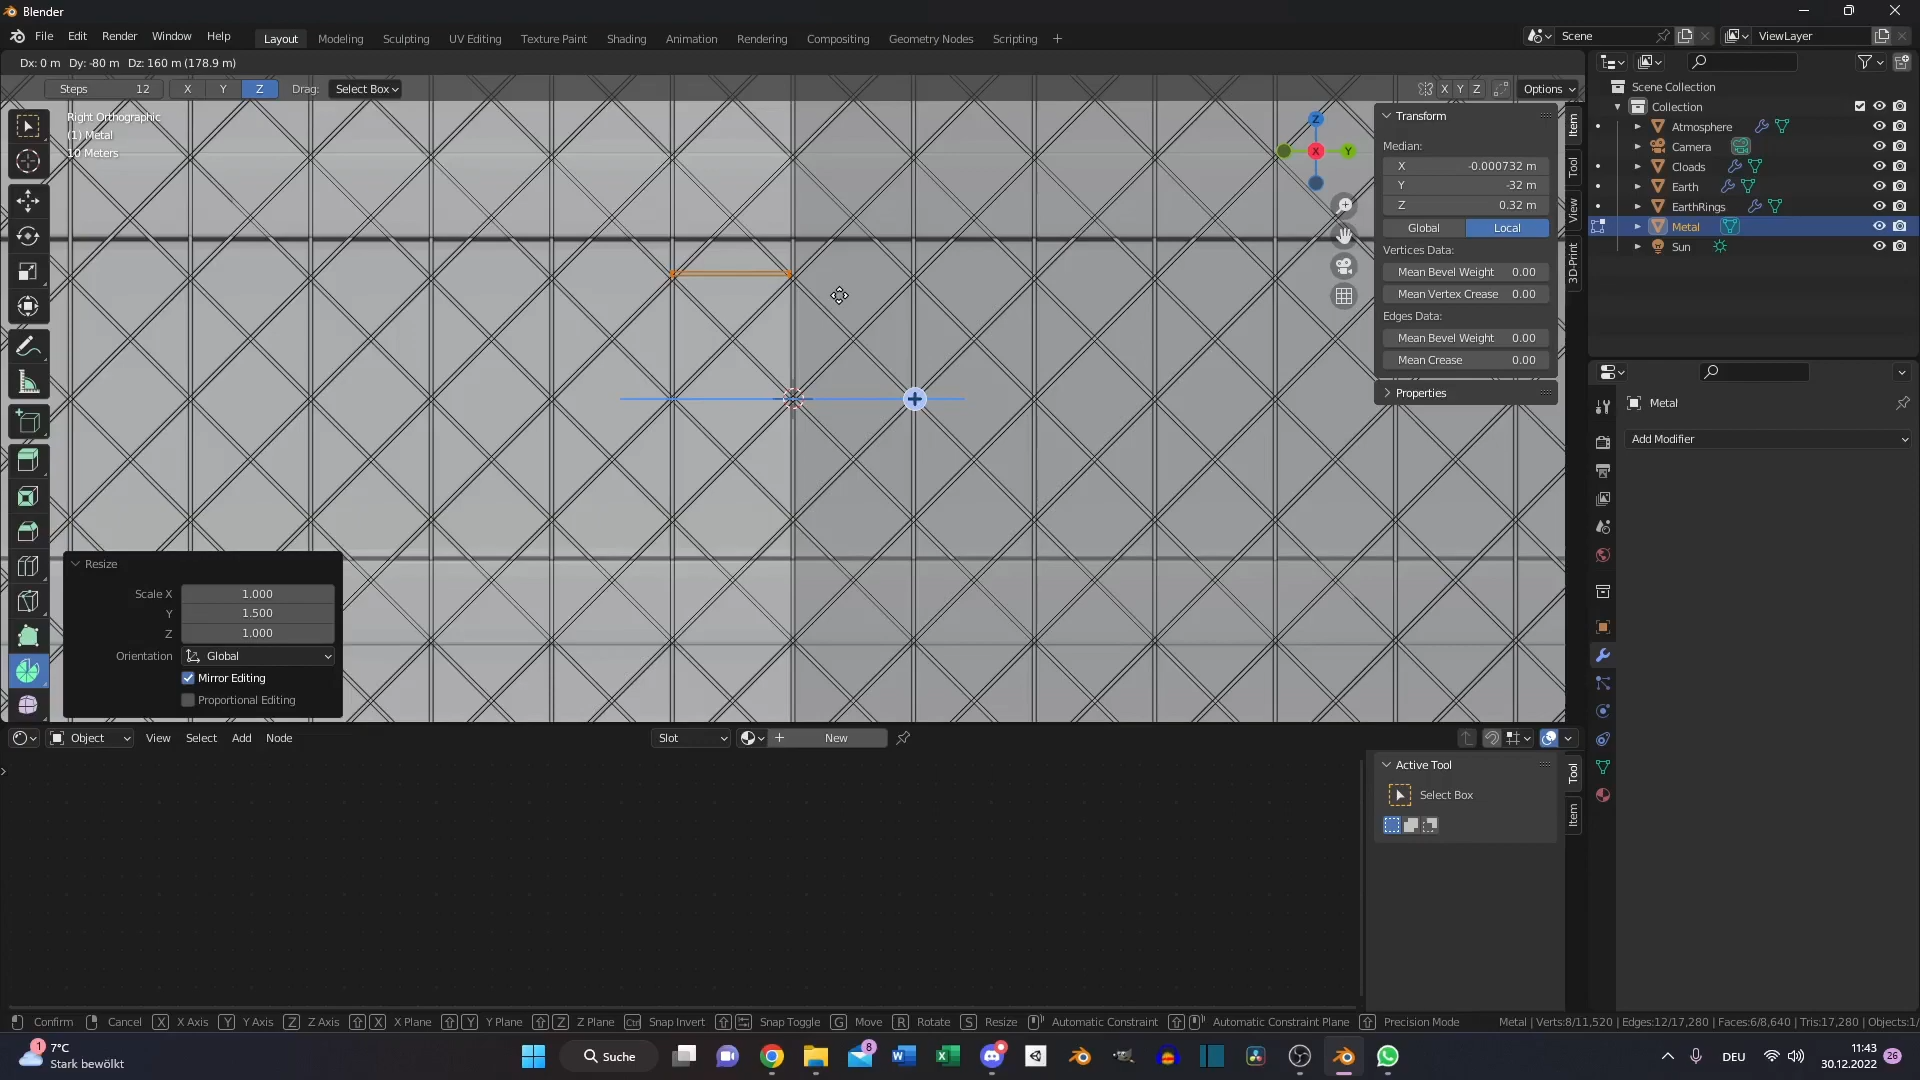 Blender
File Edit Render Window Help
Layout Modeling Sculpting UV Editing Texture Paint Shading Animation Rendering Compositing Geometry Nodes Scripting
Scene
ViewLayer
Dx: 0 m Dy: -80 m Dz: 160 m (178.9 m)
Steps 12 X Y Z Drag: Select Box
X Y Z Options
Right Orthographic
(1) Metal
10 Meters
Z
X
Y
Transform
Median:
X -0.000732 m
Y -32 m
Z 0.32 m
Global Local
Vertices Data:
Mean Bevel Weight 0.00
Mean Vertex Crease 0.00
Edges Data:
Mean Bevel Weight 0.00
Mean Crease 0.00
Properties
Item
Tool
View
3D-Print
Scene Collection
Collection
Atmosphere
Camera
Cloads
Earth
EarthRings
Metal
Sun
Metal
Add Modifier
Resize
Scale X 1.000
Y 1.500
Z 1.000
Orientation Global
Mirror Editing
Proportional Editing
Object View Select Add Node
Slot New
Active Tool
Select Box
Tool
Item
Confirm Cancel X X Axis Y Y Axis Z Z Axis X X Plane Y Y Plane Z Z Plane Ctrl Snap Invert Snap Toggle G Move R Rotate S Resize Automatic Constraint Automatic Constraint Plane Precision Mode
Metal | Verts:8/11,520 | Edges:12/17,280 | Faces:6/8,640 | Tris:17,280 | Objects:1/
1
7°C
Stark bewölkt
Suche
8
DEU
11:43
30.12.2022
26